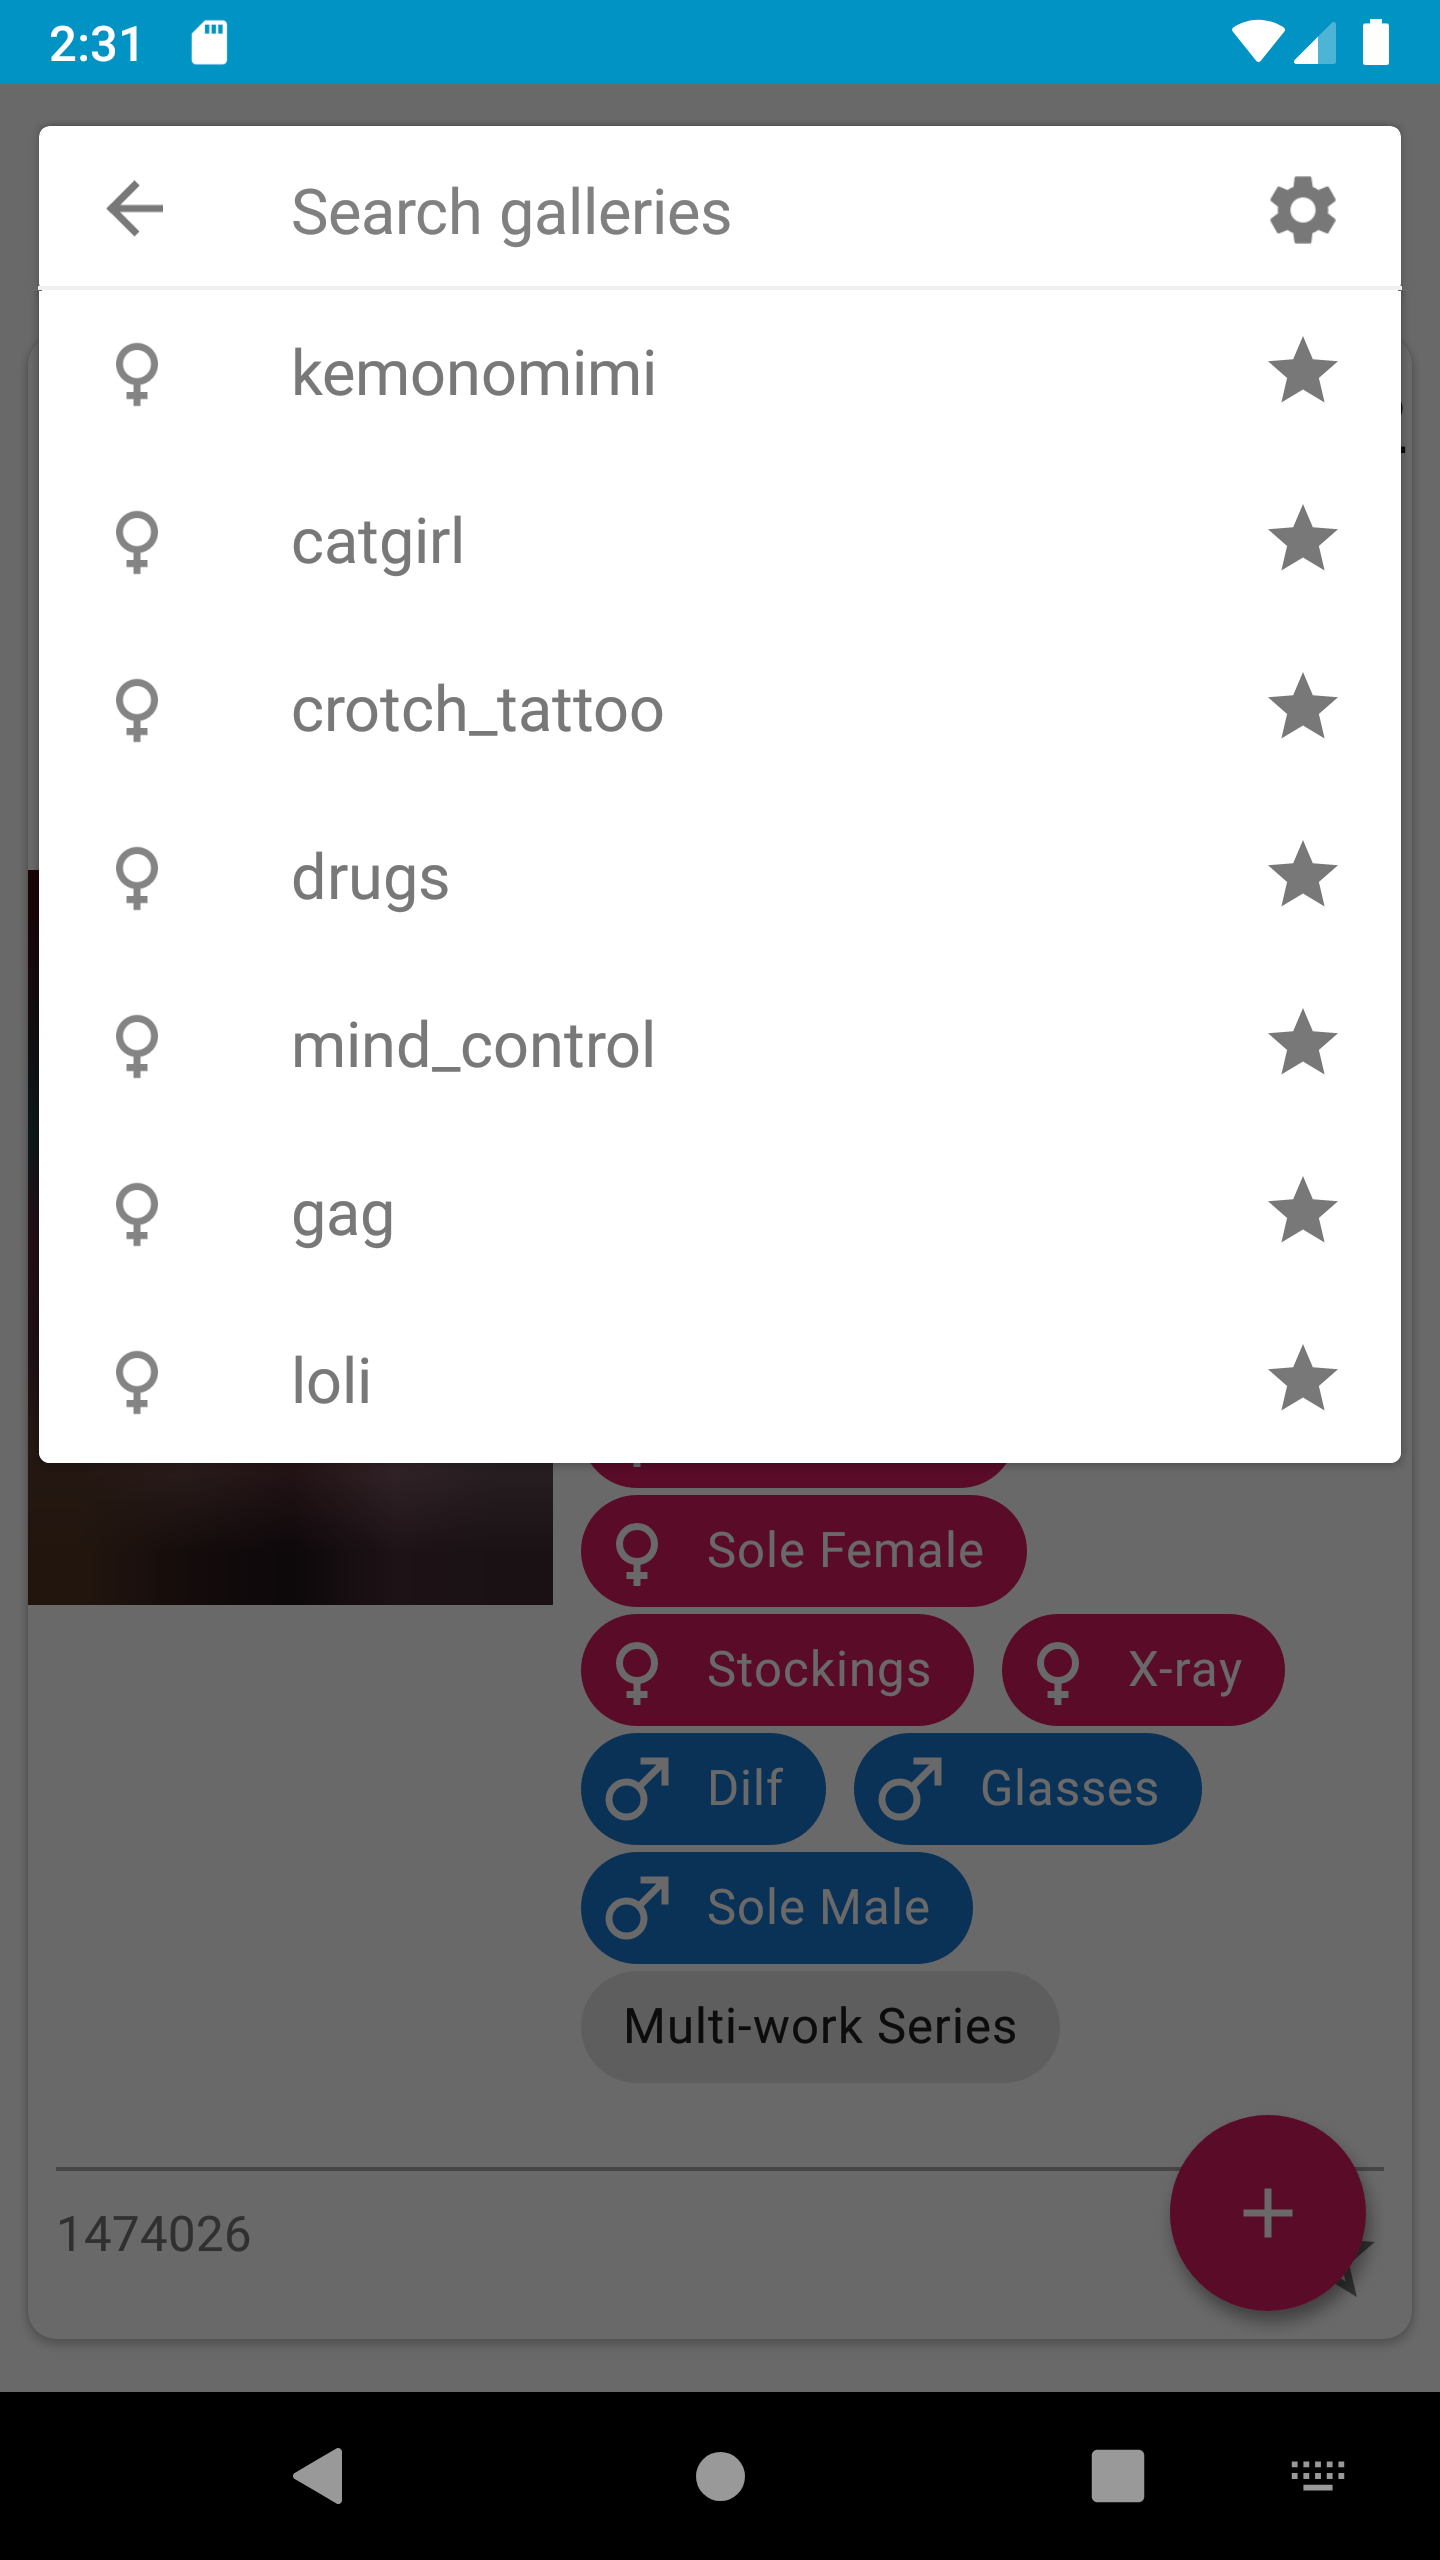 2:31
Search galleries
kemonomimi
catgirl
crotch_tattoo
drugs
mind_control
gag
loli
Sole Female
Stockings X-ray
Dilf Glasses
Sole Male
Multi-work Series
1474026